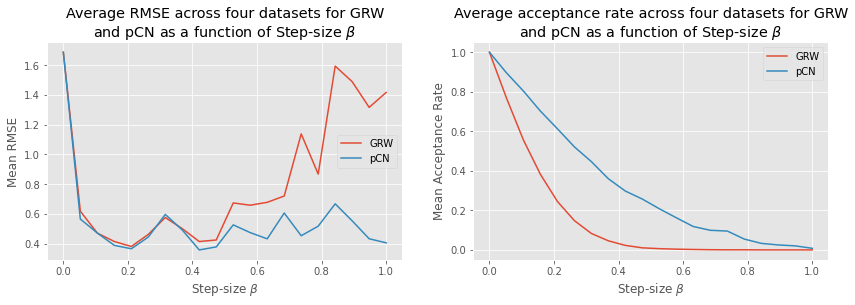 Average RMSE across four datasets for GRW
and pCN as a function of Step-size β
Mean RMSE
1.6
1.4
1.2
1.0
0.8
0.6
0.4
GRW
pCN
0.0
0.2
0.4
0.6
0.8
1.0
Step-size β
Average acceptance rate across four datasets for GRW
and pCN as a function of Step-size β
Mean Acceptance Rate
1.0
0.8
0.6
0.4
0.2
0.0
GRW
pCN
0.0
0.2
0.4
0.6
0.8
1.0
Step-size β